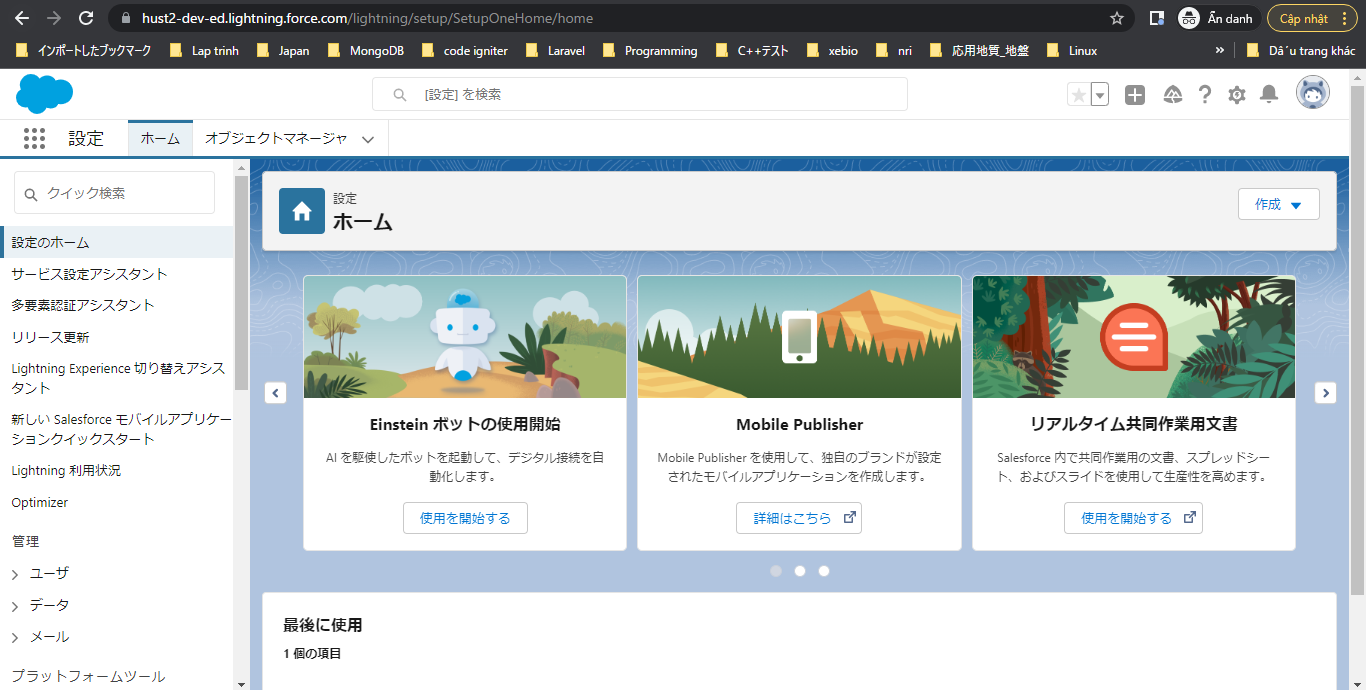 hust2-dev-ed.lightning.force.com/lightning/setup/SetupOneHome/home
Ẩn danh
Cập nhật
インポートしたブックマーク
Lap trinh
Japan
MongoDB
code igniter
Laravel
Programming
C++テスト
xebio
nri
応用地質_地盤
Linux
»
Dấu trang khác
[設定] を検索
設定
ホーム
オブジェクトマネージャ
クイック検索
設定のホーム
サービス設定アシスタント
多要素認証アシスタント
リリース更新
Lightning Experience 切り替えアシス
タント
新しい Salesforce モバイルアプリケー
ションクイックスタート
Lightning 利用状況
Optimizer
管理
ユーザ
データ
メール
プラットフォームツール
設定
ホーム
作成
Einstein ボットの使用開始
AI を駆使したボットを起動して、デジタル接続を自
動化します。
使用を開始する
Mobile Publisher
Mobile Publisher を使用して、独自のブランドが設定
されたモバイルアプリケーションを作成します。
詳細はこちら
リアルタイム共同作業用文書
Salesforce 内で共同作業用の文書、スプレッドシー
ト、およびスライドを使用して生産性を高めます。
使用を開始する
最後に使用
1 個の項目